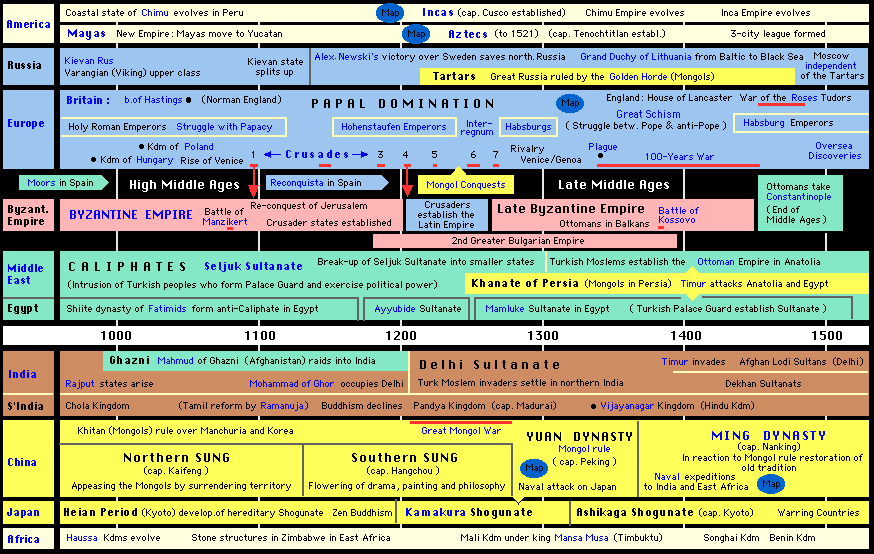 America
Coastal state of Chimu evolves in Peru
Map
Incas (cap. Cusco established)
Chimu Empire evolves
Inca Empire evolves
Mayas New Empire: Mayas move to Yucatan
Map
Aztecs (to 1521) (cap. Tenochtitlan establ.)
3-city league formed
Russia
Kievan Rus
Varangian (Viking) upper class
Kievan state
splits up
Alex. Newski's victory over Sweden saves north. Russia
Grand Duchy of Lithuania from Baltic to Black Sea
Moscow
independent
of the Tartars
Tartars Great Russia ruled by the Golden Horde (Mongols)
Europe
Britain : b.of Hastings ● (Norman England)
PAPAL DOMINATION
Map
England: House of Lancaster War of the Roses Tudors
Great Schism
( Struggle betw. Pope & anti-Pope )
Holy Roman Emperors Struggle with Papacy
Hohenstaufen Emperors
Inter-
regnum
Habsburgs
Habsburg Emperors
● Kdm of Poland
● Kdm of Hungary Rise of Venice
1 ← Crusades → 3 4 5 6 7
Rivalry
Venice/Genoa
Plague
100-Years War
Oversea
Discoveries
Moors in Spain
High Middle Ages
Reconquista in Spain
Mongol Conquests
Late Middle Ages
Ottomans take
Constantinople
(End of
Middle Ages )
Byzant.
Empire
BYZANTINE EMPIRE
Battle of
Manzikert
Re-conquest of Jerusalem
Crusader states established
Crusaders
establish the
Latin Empire
Late Byzantine Empire
Ottomans in Balkans
Battle of
Kossovo
2nd Greater Bulgarian Empire
Middle
East
CALIPHATES Seljuk Sultanate
Break-up of Seljuk Sultanate into smaller states
Turkish Moslems establish the Ottoman Empire in Anatolia
(Intrusion of Turkish peoples who form Palace Guard and exercise political power)
Khanate of Persia (Mongols in Persia) Timur attacks Anatolia and Egypt
Egypt
Shiite dynasty of Fatimids form anti-Caliphate in Egypt
Ayyubide Sultanate
Mamluke Sultanate in Egypt ( Turkish Palace Guard establish Sultanate )
1000 1100 1200 1300 1400 1500
India
Ghazni Mahmud of Ghazni (Afghanistan) raids into India
Rajput states arise
Mohammad of Ghor occupies Delhi
Delhi Sultanate
Turk Moslem invaders settle in northern India
Timur invades Afghan Lodi Sultans (Delhi)
Dekhan Sultanats
S'India
Chola Kingdom (Tamil reform by Ramanuja) Buddhism declines Pandya Kingdom (cap. Madurai) ● Vijayanagar Kingdom (Hindu Kdm)
China
Khitan (Mongols) rule over Manchuria and Korea
Great Mongol War
Northern SUNG
(cap. Kaifeng )
Appeasing the Mongols by surrendering territory
Southern SUNG
(cap. Hangchou)
Flowering of drama, painting and philosophy
YUAN DYNASTY
Mongol rule
( cap. Peking )
Map
Naval attack on Japan
MING DYNASTY
(cap. Nanking)
In reaction to Mongol rule restoration of
old tradition
Naval expeditions
to India and East Africa
Map
Japan
Heian Period (Kyoto) develop.of hereditary Shogunate Zen Buddhism
Kamakura Shogunate
Ashikaga Shogunate (cap. Kyoto) Warring Countries
Africa
Haussa Kdms evolve Stone structures in Zimbabwe in East Africa Mali Kdm under king Mansa Musa (Timbuktu) Songhai Kdm Benin Kdm